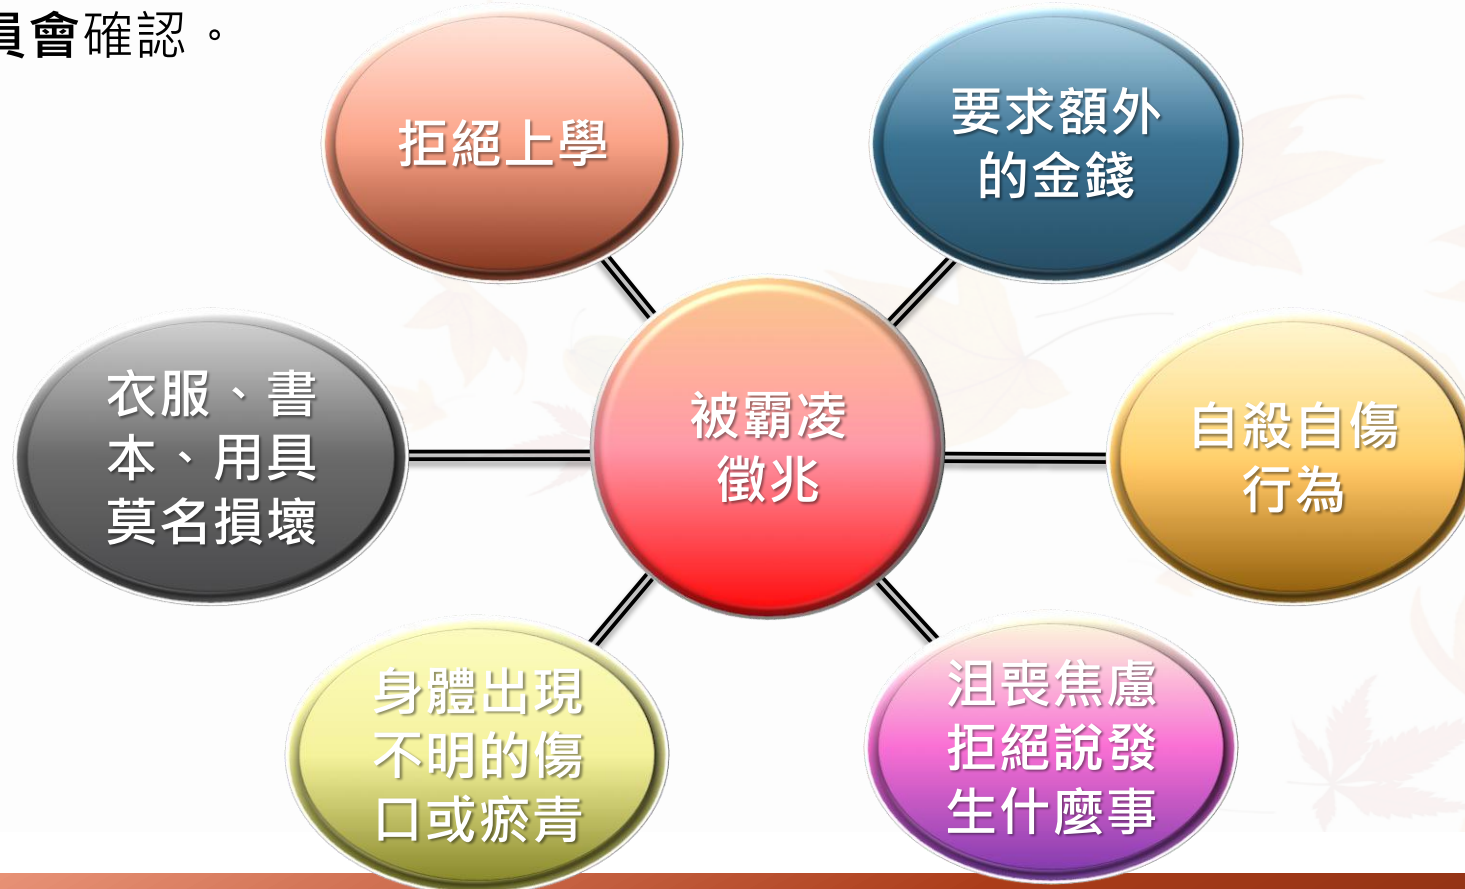 員會確認。
拒絕上學
要求額外
的金錢
衣服、書
本、用具
莫名損壞
被霸凌
徵兆
自殺自傷
行為
身體出現
不明的傷
口或瘀青
沮喪焦慮
拒絕說發
生什麼事